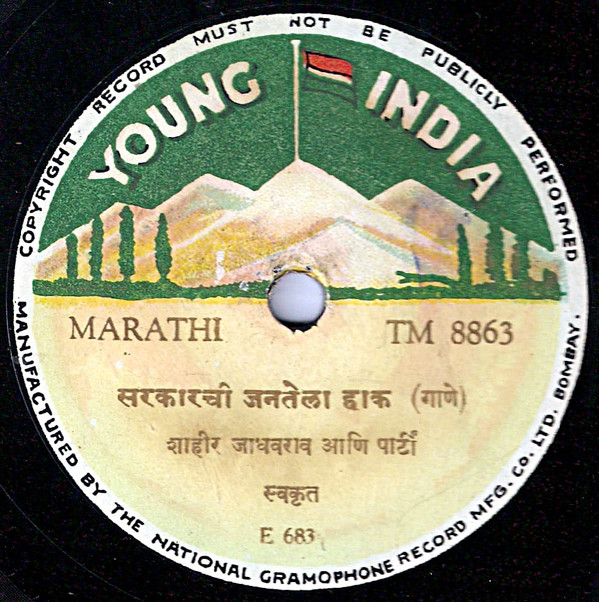 COPYRIGHT RECORD MUST NOT BE PUBLICLY PERFORMED
YOUNG INDIA
MARATHI TM 8863
सरकारची जनतेला हाक (गाणे)
शाहीर जाधवराव आणि पार्टी
स्वकृत
E 683
MANUFACTURED BY THE NATIONAL GRAMOPHONE RECORD MFG. CO. LTD. BOMBAY.